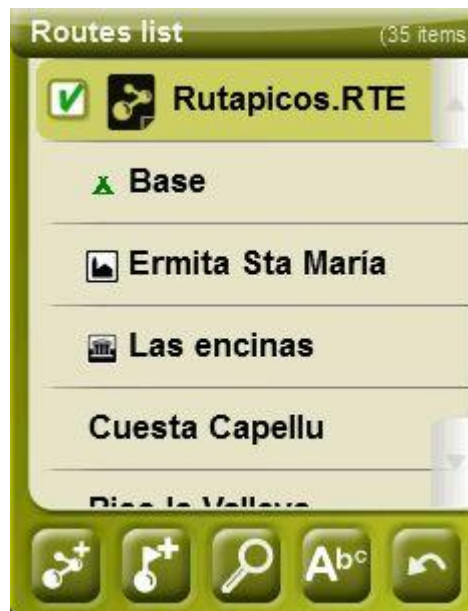 Routes list (35 items
Rutapicos.RTE
Base
Ermita Sta María
Las encinas
Cuesta Capellu
Abc